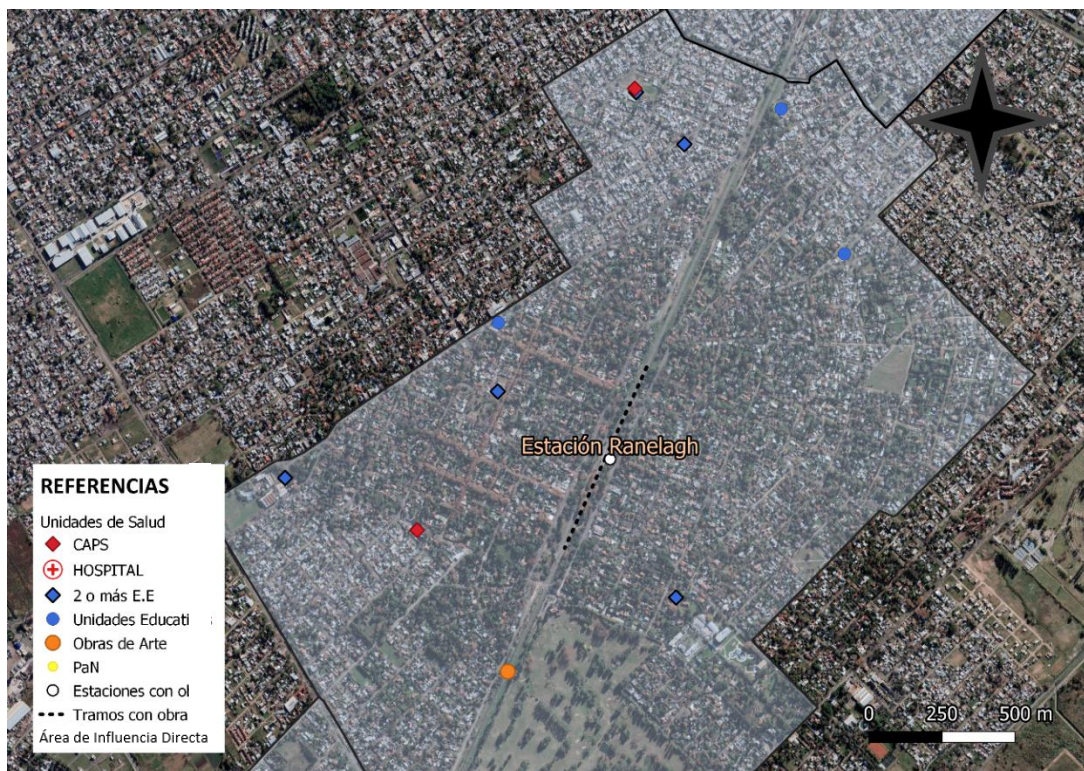 Estación Ranelagh
REFERENCIAS
Unidades de Salud
CAPS
HOSPITAL
2 o más E.E
Unidades Educati s
Obras de Arte
PaN
Estaciones con ol
Tramos con obra
Área de Influencia Directa
0 250 500 m